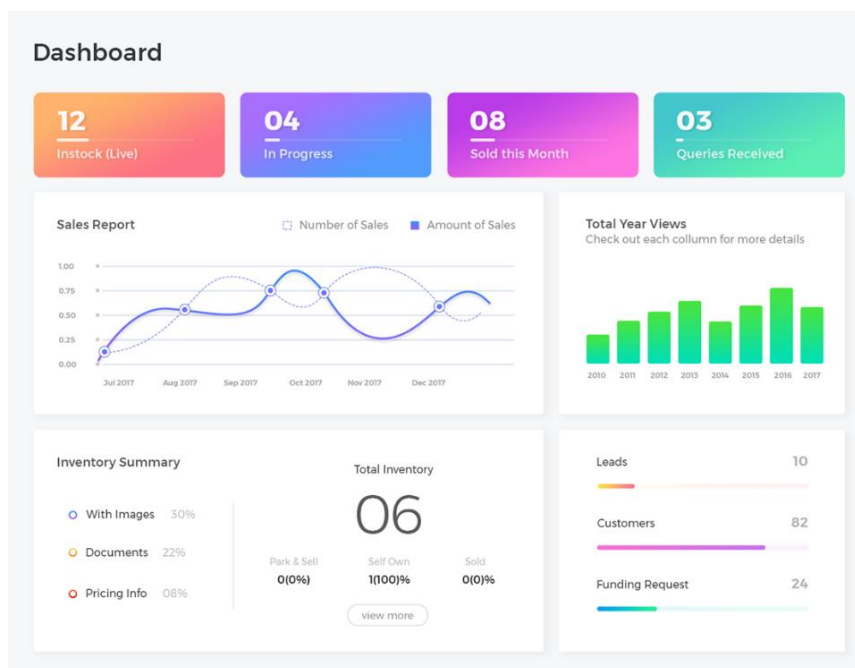 Dashboard
12
Instock (Live)
04
In Progress
08
Sold this Month
03
Queries Received
Sales Report
Number of Sales
Amount of Sales
1.00
0.75
0.50
0.25
0.00
Jul 2017 Aug 2017 Sep 2017 Oct 2017 Nov 2017 Dec 2017
Total Year Views
Check out each collumn for more details
2010 2011 2012 2013 2014 2015 2016 2017
Inventory Summary
With Images 30%
Documents 22%
Pricing Info 08%
Total Inventory
06
Park & Sell Self Own Sold
0(0%) 1(100)% 0(0)%
view more
Leads 10
Customers 82
Funding Request 24